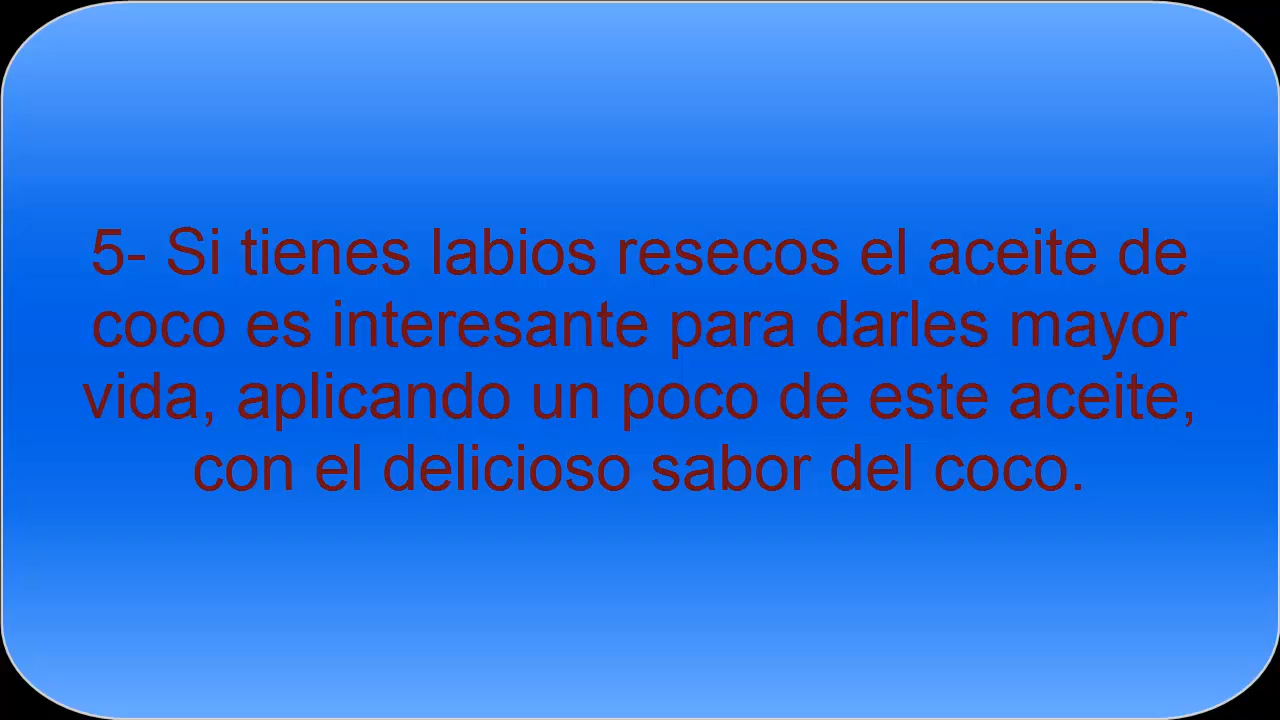 5- Si tienes labios resecos el aceite de
coco es interesante para darles mayor
vida, aplicando un poco de este aceite,
con el delicioso sabor del coco.